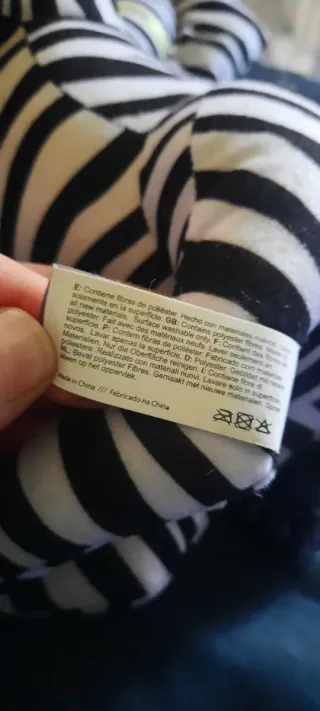 E: Contiene fibras de poliéster. Hecho con materiales nuevos. Lavar
solamente en la superficie. GB: Contains polyester fibres. Made
all new materials. Surface washable only. F: Contient des fibres
polyester. Fait avec des matériaux neufs. Laver seulement en
superficie. P: Contém fibras de poliéster. Fabricado com materiais
novos. Lavar apenas la superfície. D: Polyester. Gebildet mit neuen
Materialien. Nur die Oberfläche reinigen. I: Contiene fibre di
poliestere. Realizzato con materiali nuovi. Lavare solo in superficie.
NL: Bevat polyester Fibres. Gemaakt met nieuwe materialen.
alleen op het oppervlak.
Made in China /// Fabricado na China